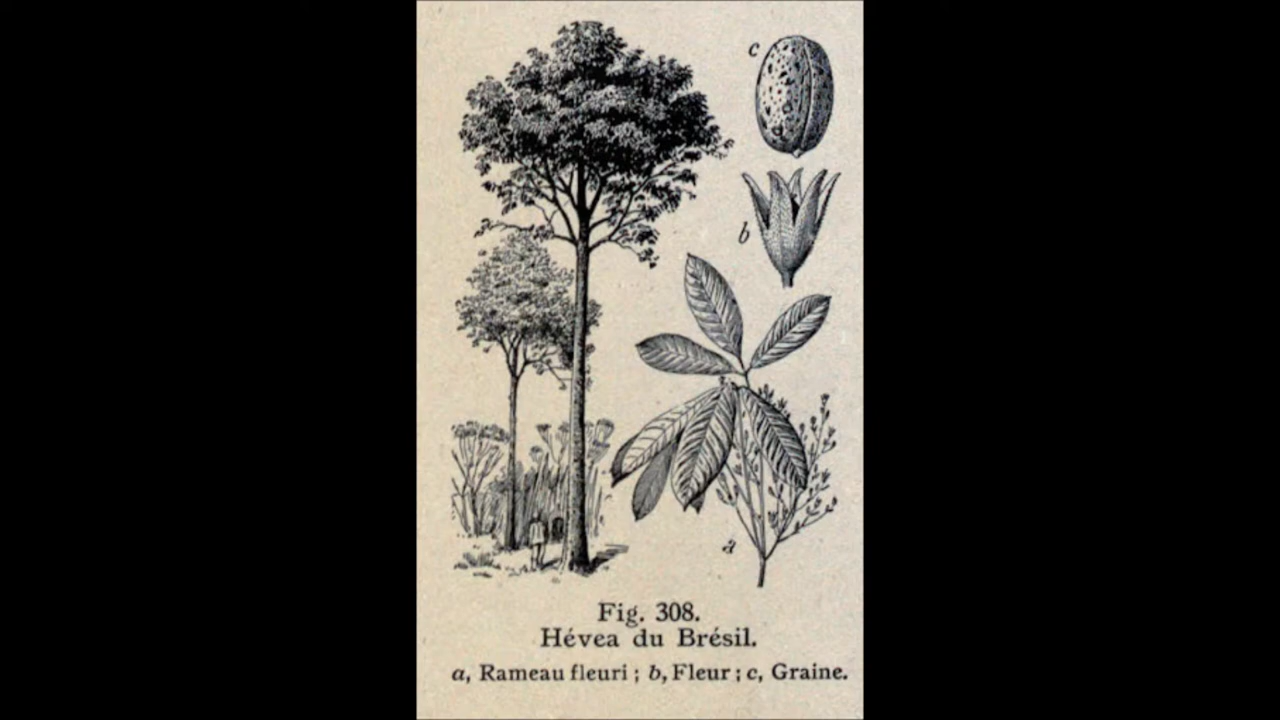 c
b
a
Fig. 308.
Hévea du Brésil.
a, Rameau fleuri ; b, Fleur ; c, Graine.